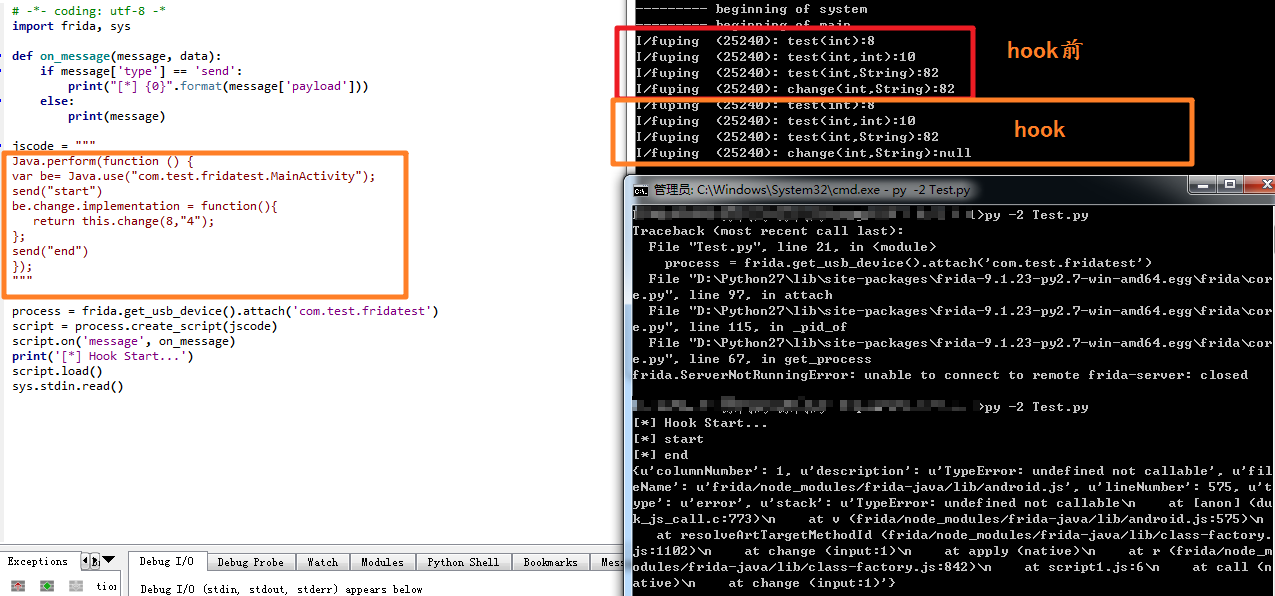 # -*- coding: utf-8 -*
import frida, sys
def on_message(message, data):
if message['type'] == 'send':
print("[*] {0}".format(message['payload']))
else:
print(message)
jscode = """
Java.perform(function () {
var be= Java.use("com.test.fridatest.MainActivity");
send("start")
be.change.implementation = function(){
return this.change(8,"4");
};
send("end")
});
"""
process = frida.get_usb_device().attach('com.test.fridatest')
script = process.create_script(jscode)
script.on('message', on_message)
print('[*] Hook Start...')
script.load()
sys.stdin.read()
Exceptions
Debug I/O
Debug Probe
Watch
Modules
Python Shell
Bookmarks
Mess
tion
Debug I/O (stdin, stdout, stderr) appears below
--------- beginning of system
--------- beginning of main
I/fuping  (25240): test(int):8
I/fuping  (25240): test(int,int):10
I/fuping  (25240): test(int,String):82
I/fuping  (25240): change(int,String):82
hook前
I/fuping  (25240): test(int):8
I/fuping  (25240): test(int,int):10
I/fuping  (25240): test(int,String):82
I/fuping  (25240): change(int,String):null
hook
管理员: C:\Windows\System32\cmd.exe - py  -2 Test.py
>py -2 Test.py
Traceback (most recent call last):
File "Test.py", line 21, in <module>
process = frida.get_usb_device().attach('com.test.fridatest')
File "D:\Python27\lib\site-packages\frida-9.1.23-py2.7-win-amd64.egg\frida\cor
e.py", line 97, in attach
File "D:\Python27\lib\site-packages\frida-9.1.23-py2.7-win-amd64.egg\frida\cor
e.py", line 115, in _pid_of
File "D:\Python27\lib\site-packages\frida-9.1.23-py2.7-win-amd64.egg\frida\cor
e.py", line 67, in get_process
frida.ServerNotRunningError: unable to connect to remote frida-server: closed
>py -2 Test.py
[*] Hook Start...
[*] start
[*] end
{u'columnNumber': 1, u'description': u'TypeError: undefined not callable', u'fil
eName': u'frida/node_modules/frida-java/lib/android.js', u'lineNumber': 575, u't
ype': u'error', u'stack': u'TypeError: undefined not callable\n    at [anon] (du
k_js_call.c:773)\n    at v (frida/node_modules/frida-java/lib/android.js:575)\n
at resolveArtTargetMethodId (frida/node_modules/frida-java/lib/class-factory.
js:1102)\n    at change (input:1)\n    at apply (native)\n    at r (frida/node_m
odules/frida-java/lib/class-factory.js:842)\n    at script1.js:6\n    at call (n
ative)\n    at change (input:1)'}